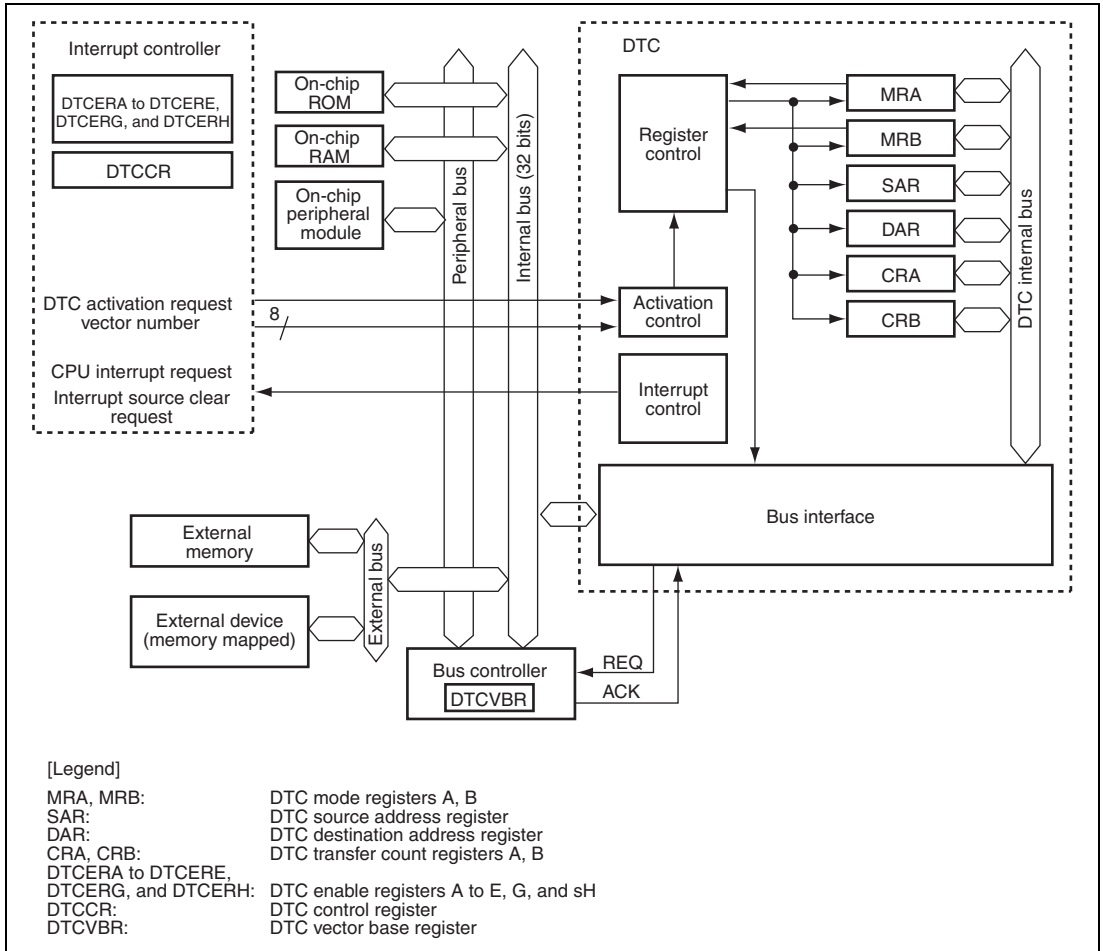 Interrupt controller
DTCERA to DTCERE,
DTCERG, and DTCERH
DTCCR
DTC activation request
vector number
8
CPU interrupt request
Interrupt source clear
request
On-chip
ROM
On-chip
RAM
On-chip
peripheral
module
Peripheral bus
Internal bus (32 bits)
DTC
Register
control
Activation
control
Interrupt
control
MRA
MRB
SAR
DAR
CRA
CRB
DTC internal bus
Bus interface
External
memory
External device
(memory mapped)
External bus
Bus controller
DTCVBR
REQ
ACK
[Legend]
MRA, MRB: DTC mode registers A, B
SAR: DTC source address register
DAR: DTC destination address register
CRA, CRB: DTC transfer count registers A, B
DTCERA to DTCERE,
DTCERG, and DTCERH: DTC enable registers A to E, G, and sH
DTCCR: DTC control register
DTCVBR: DTC vector base register